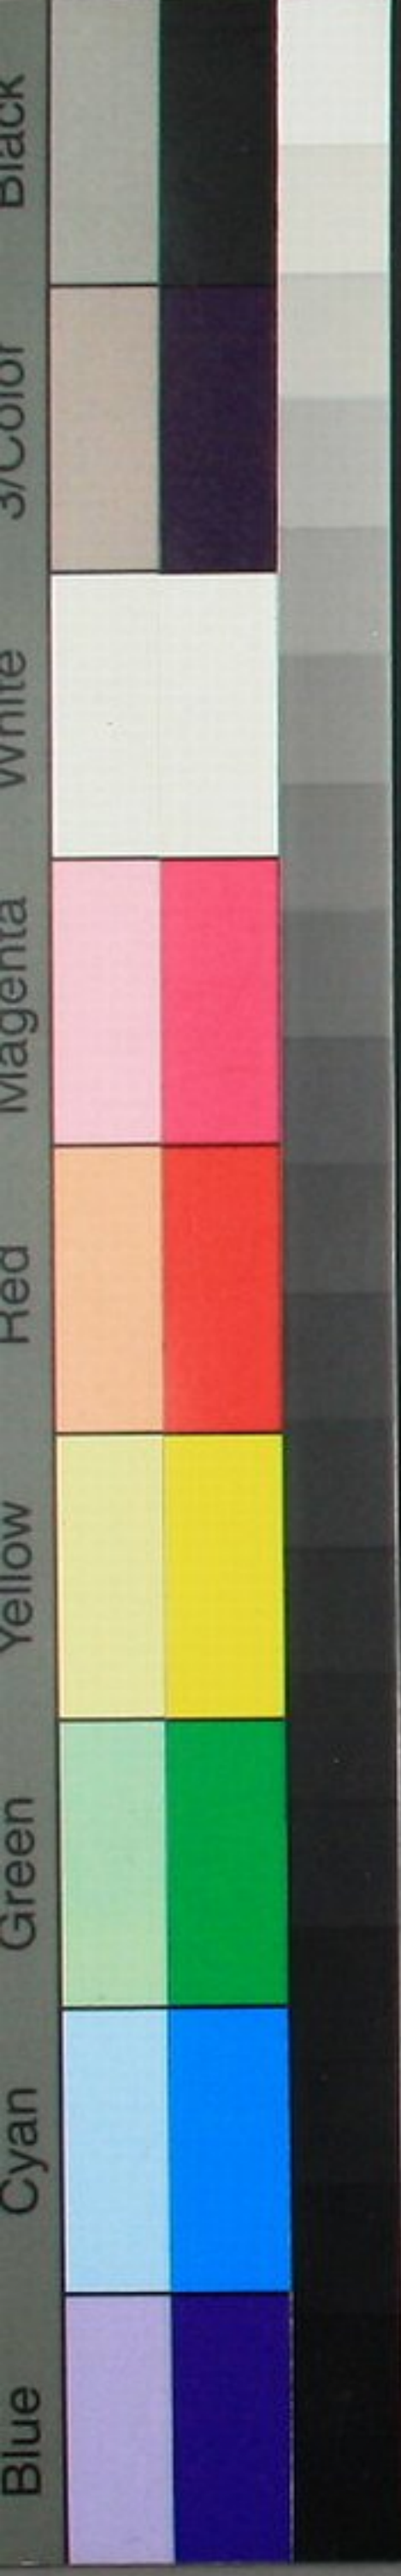 Blue
Cyan
Green
Yellow
Red
Magenta
White
3/Color
Black